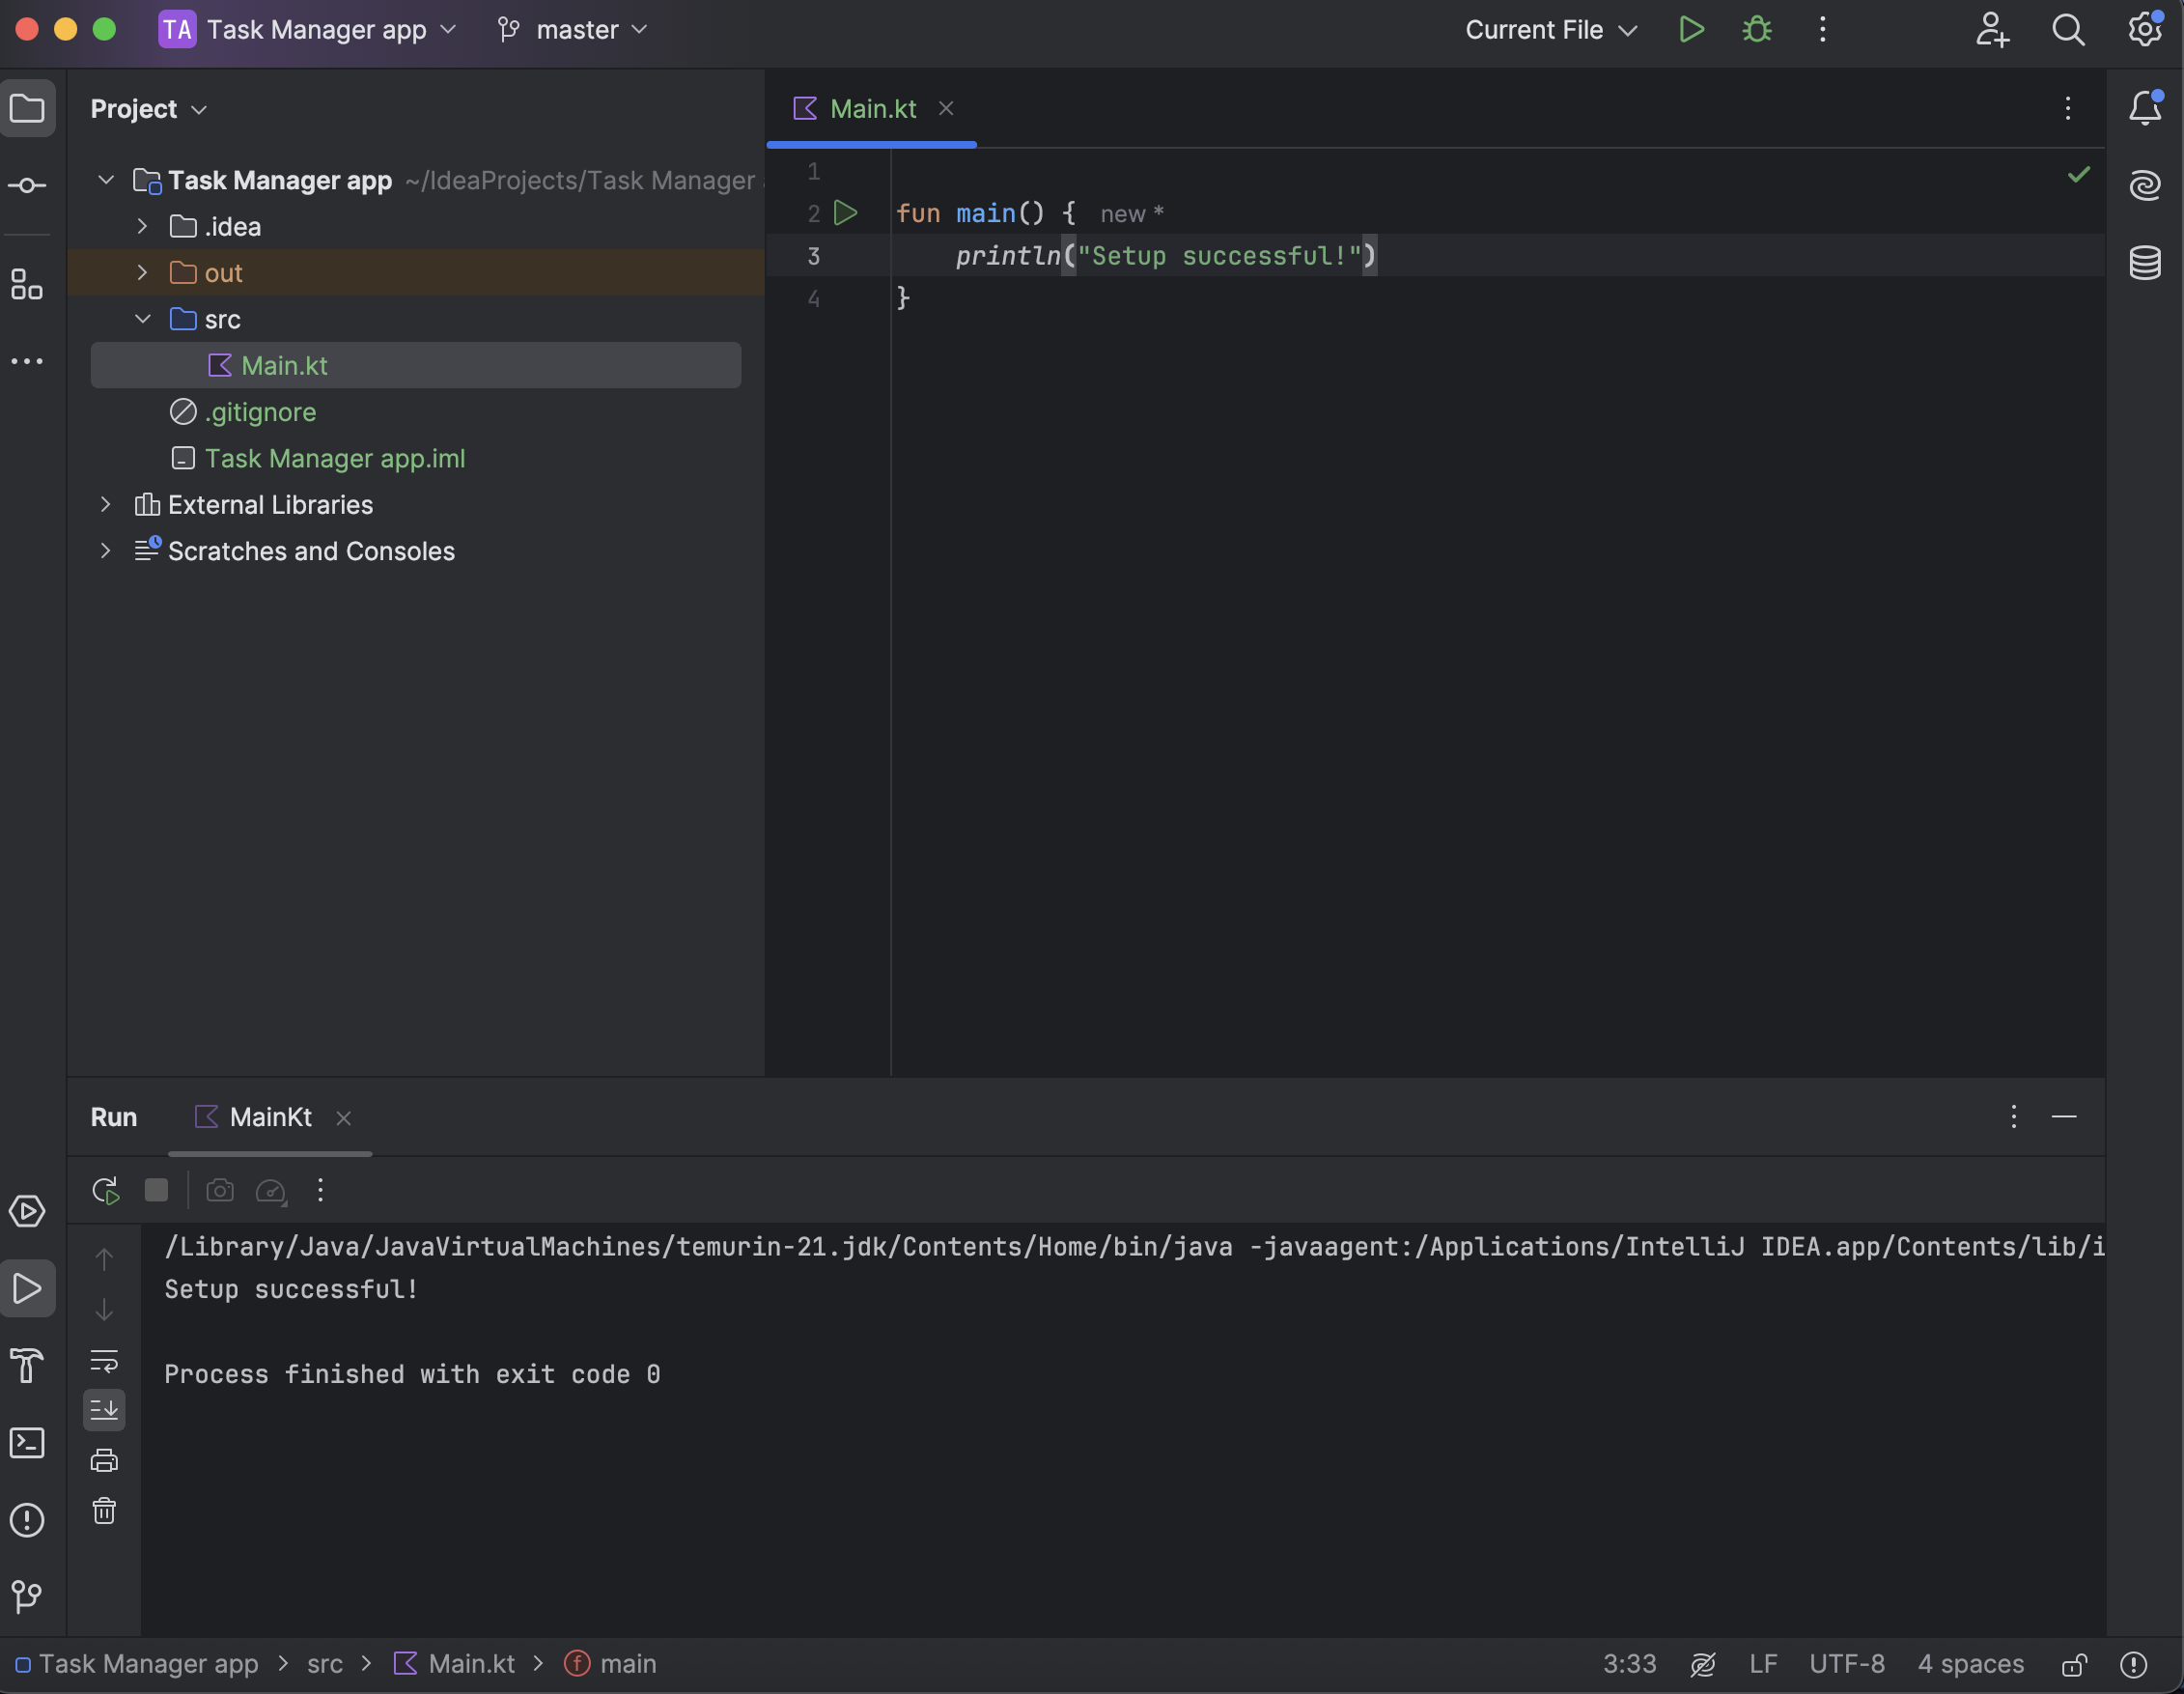 TA Task Manager app master Current File
Project
Main.kt
Task Manager app ~/IdeaProjects/Task Manager
.idea
out
src
Main.kt
.gitignore
Task Manager app.iml
External Libraries
Scratches and Consoles
1
2 fun main() { new *
3 println("Setup successful!")
4 }
Run MainKt
/Library/Java/JavaVirtualMachines/temurin-21.jdk/Contents/Home/bin/java -javaagent:/Applications/IntelliJ IDEA.app/Contents/lib/i
Setup successful!
Process finished with exit code 0
Task Manager app > src > Main.kt > f main 3:33 LF UTF-8 4 spaces